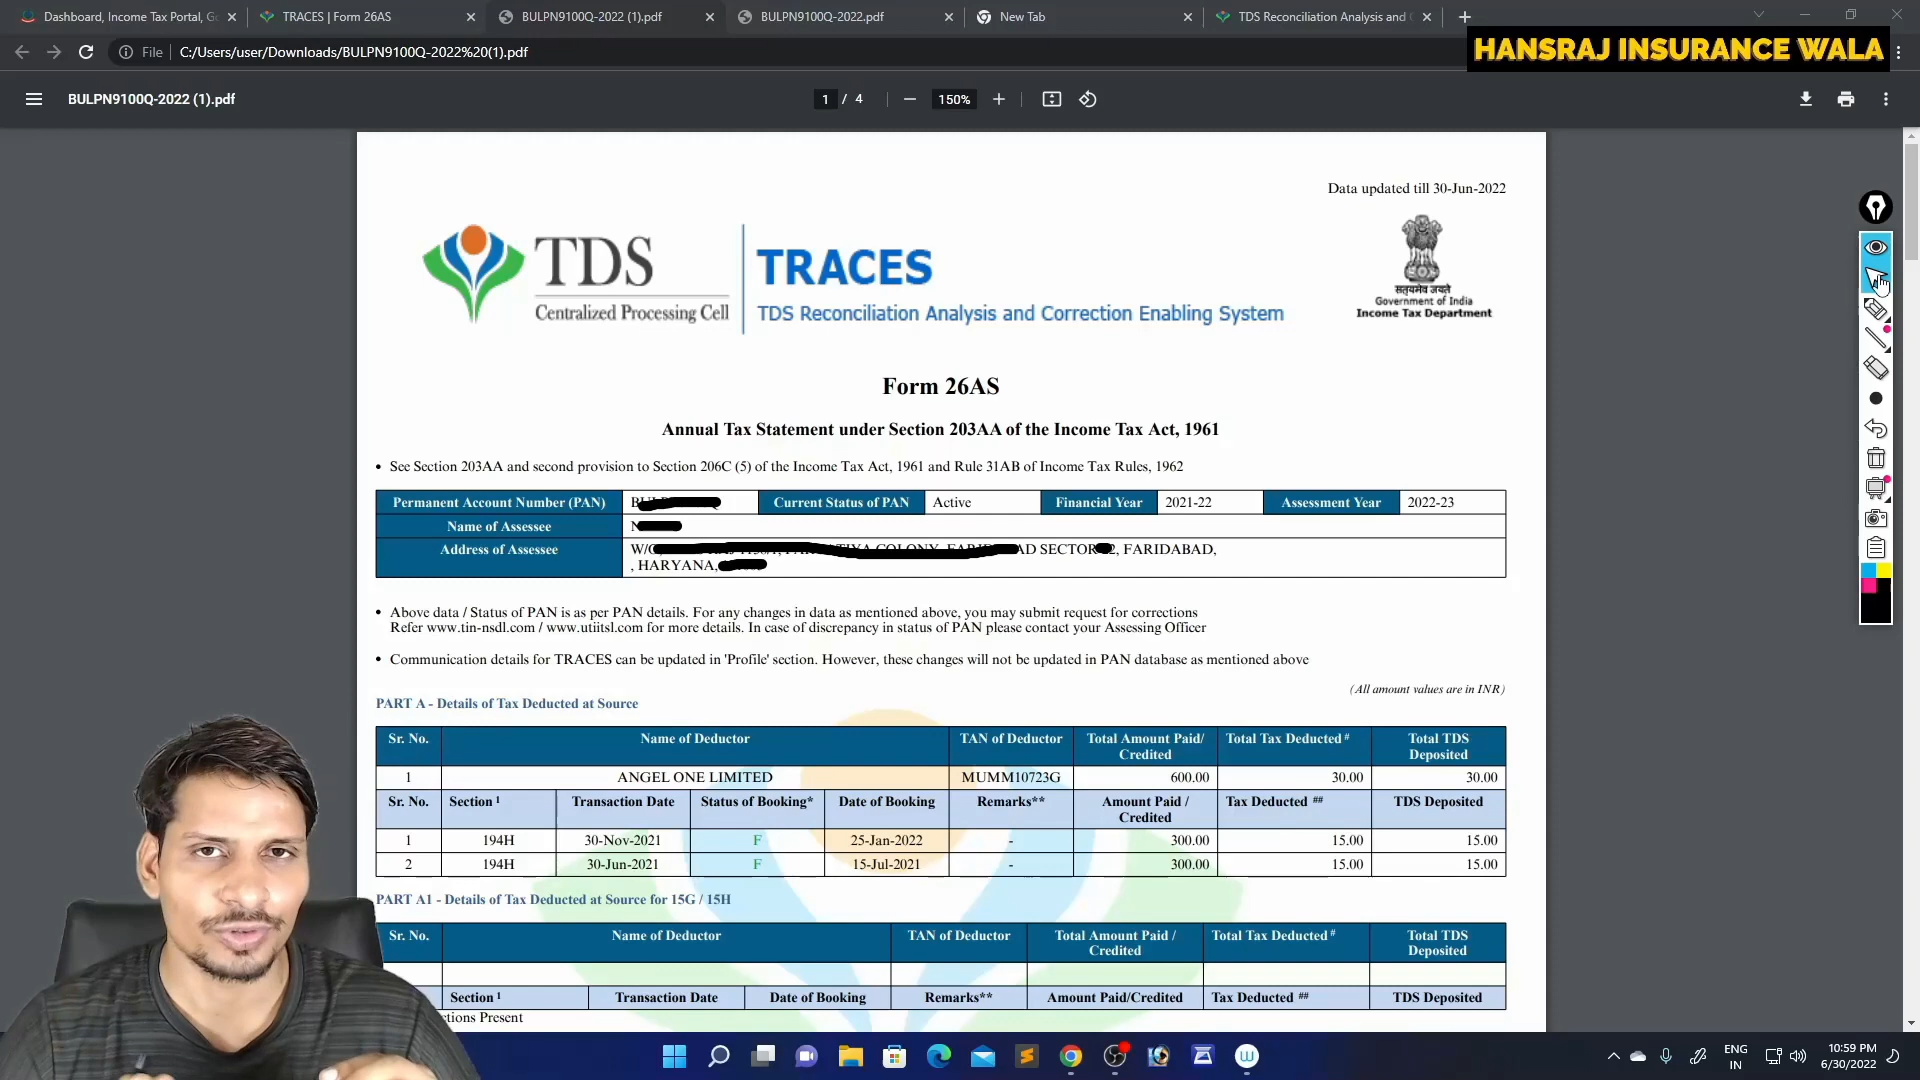 Dashboard, Income Tax Portal, Go
TRACES | Form 26AS
BULPN9100Q-2022 (1).pdf
BULPN9100Q-2022.pdf
New Tab
TDS Reconciliation Analysis and C
File
C:/Users/user/Downloads/BULPN9100Q-2022%20(1).pdf
HANSRAJ INSURANCE WALA
BULPN9100Q-2022 (1).pdf
1 / 4
150%
Data updated till 30-Jun-2022
TDS
Centralized Processing Cell
TRACES
TDS Reconciliation Analysis and Correction Enabling System
सत्यमेव जयते
Government of India
Income Tax Department
Form 26AS
Annual Tax Statement under Section 203AA of the Income Tax Act, 1961
• See Section 203AA and second provision to Section 206C (5) of the Income Tax Act, 1961 and Rule 31AB of Income Tax Rules, 1962
Permanent Account Number (PAN) Current Status of PAN Active Financial Year 2021-22 Assessment Year 2022-23
Name of Assessee N
Address of Assessee COLONY, SECTOR FARIDABAD,
, HARYANA,
• Above data / Status of PAN is as per PAN details. For any changes in data as mentioned above, you may submit request for corrections
Refer www.tin-nsdl.com / www.utiitsl.com for more details. In case of discrepancy in status of PAN please contact your Assessing Officer
• Communication details for TRACES can be updated in 'Profile' section. However, these changes will not be updated in PAN database as mentioned above
(All amount values are in INR)
PART A - Details of Tax Deducted at Source
Sr. No. Name of Deductor TAN of Deductor Total Amount Paid/ Credited Total Tax Deducted # Total TDS Deposited
1 ANGEL ONE LIMITED MUMM10723G 600.00 30.00 30.00
Sr. No. Section 1 Transaction Date Status of Booking* Date of Booking Remarks** Amount Paid / Credited Tax Deducted ## TDS Deposited
1 194H 30-Nov-2021 F 25-Jan-2022 - 300.00 15.00 15.00
2 194H 30-Jun-2021 F 15-Jul-2021 - 300.00 15.00 15.00
PART A1 - Details of Tax Deducted at Source for 15G / 15H
Sr. No. Name of Deductor TAN of Deductor Total Amount Paid / Credited Total Tax Deducted # Total TDS Deposited
Section 1 Transaction Date Date of Booking Remarks** Amount Paid/Credited Tax Deducted ## TDS Deposited
ctions Present
ENG
IN
10:59 PM
6/30/2022